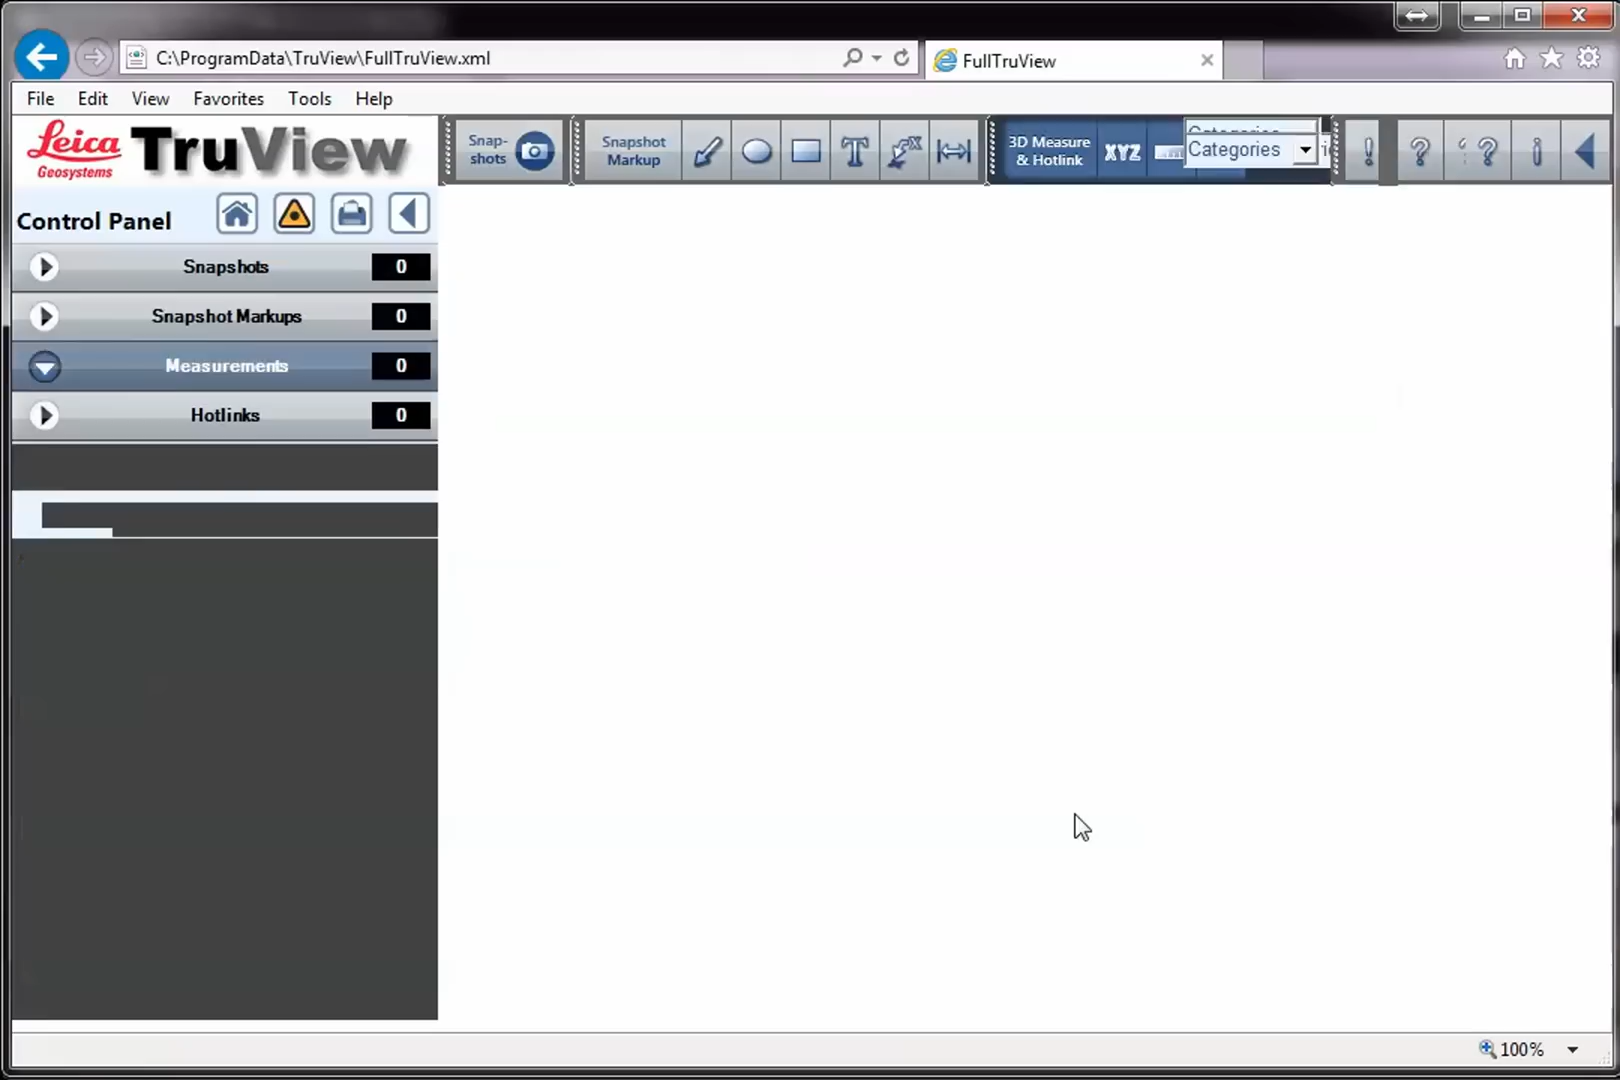 C:\ProgramData\TruView\FullTruView.xml
FullTruView
File Edit View Favorites Tools Help
Leica
Geosystems
TruView
Snap-
shots
Snapshot
Markup
T
3D Measure
& Hotlink
XYZ
Categories
! ? ? i
Control Panel
Snapshots 0
Snapshot Markups 0
Measurements 0
Hotlinks 0
100%